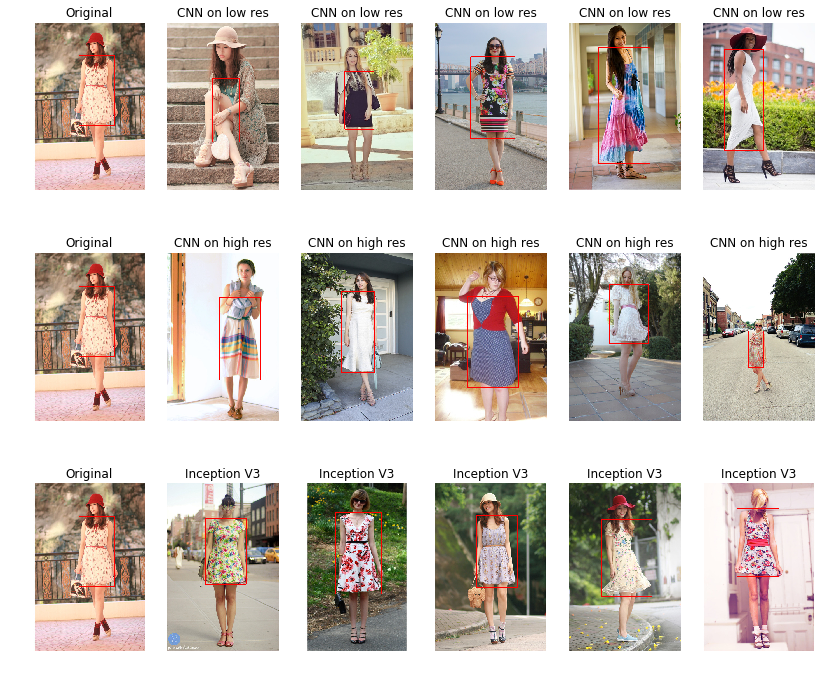 Original CNN on low res CNN on low res CNN on low res CNN on low res CNN on low res
Original CNN on high res CNN on high res CNN on high res CNN on high res CNN on high res
Original Inception V3 Inception V3 Inception V3 Inception V3 Inception V3